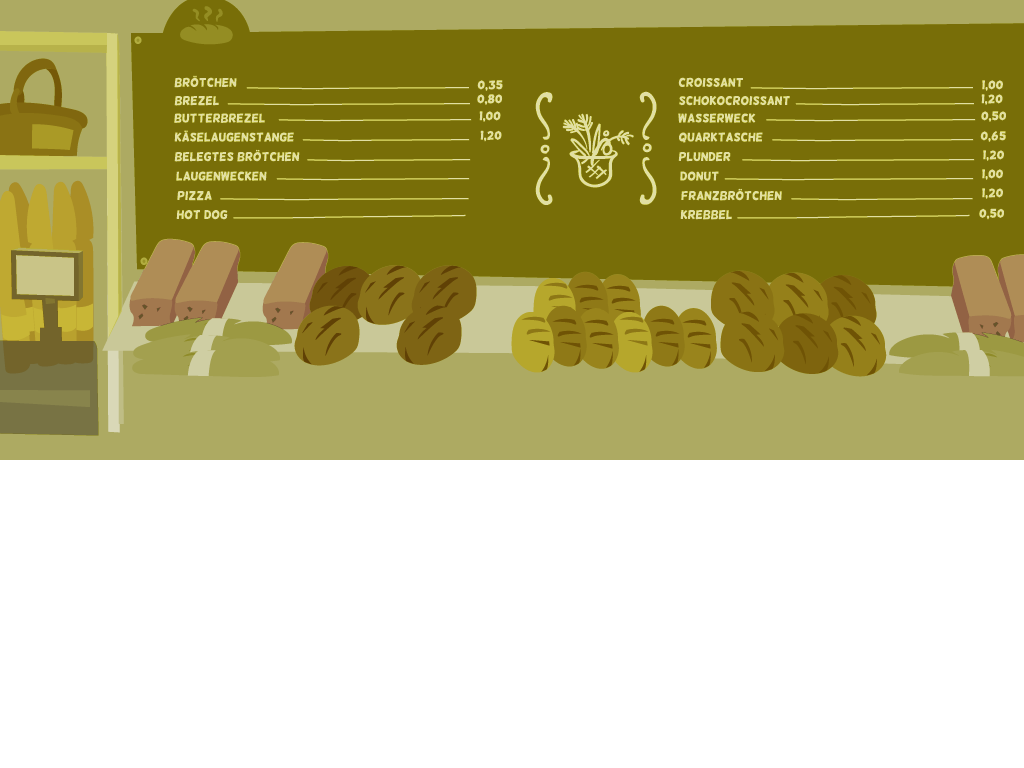 BRÖTCHEN 0,35
BREZEL 0,80
BUTTERBREZEL 1,00
KÄSELAUGENSTANGE 1,20
BELEGTES BRÖTCHEN
LAUGENWECKEN
PIZZA
HOT DOG
CROISSANT 1,00
SCHOKOCROISSANT 1,20
WASSERWECK 0,50
QUARKTASCHE 0,65
PLUNDER 1,20
DONUT 1,00
FRANZBRÖTCHEN 1,20
KREBBEL 0,50